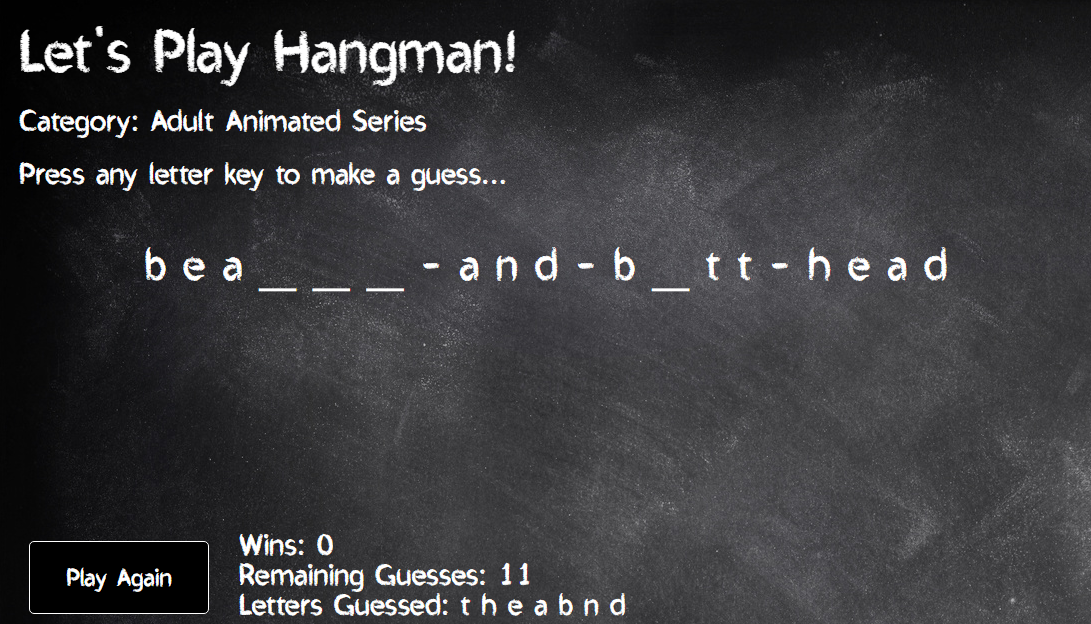 Let's Play Hangman!
Category: Adult Animated Series
Press any letter key to make a guess...
b e a _ _ _ - a n d - b _ t t - h e a d
Wins: 0
Play Again
Remaining Guesses: 11
Letters Guessed: t h e a b n d